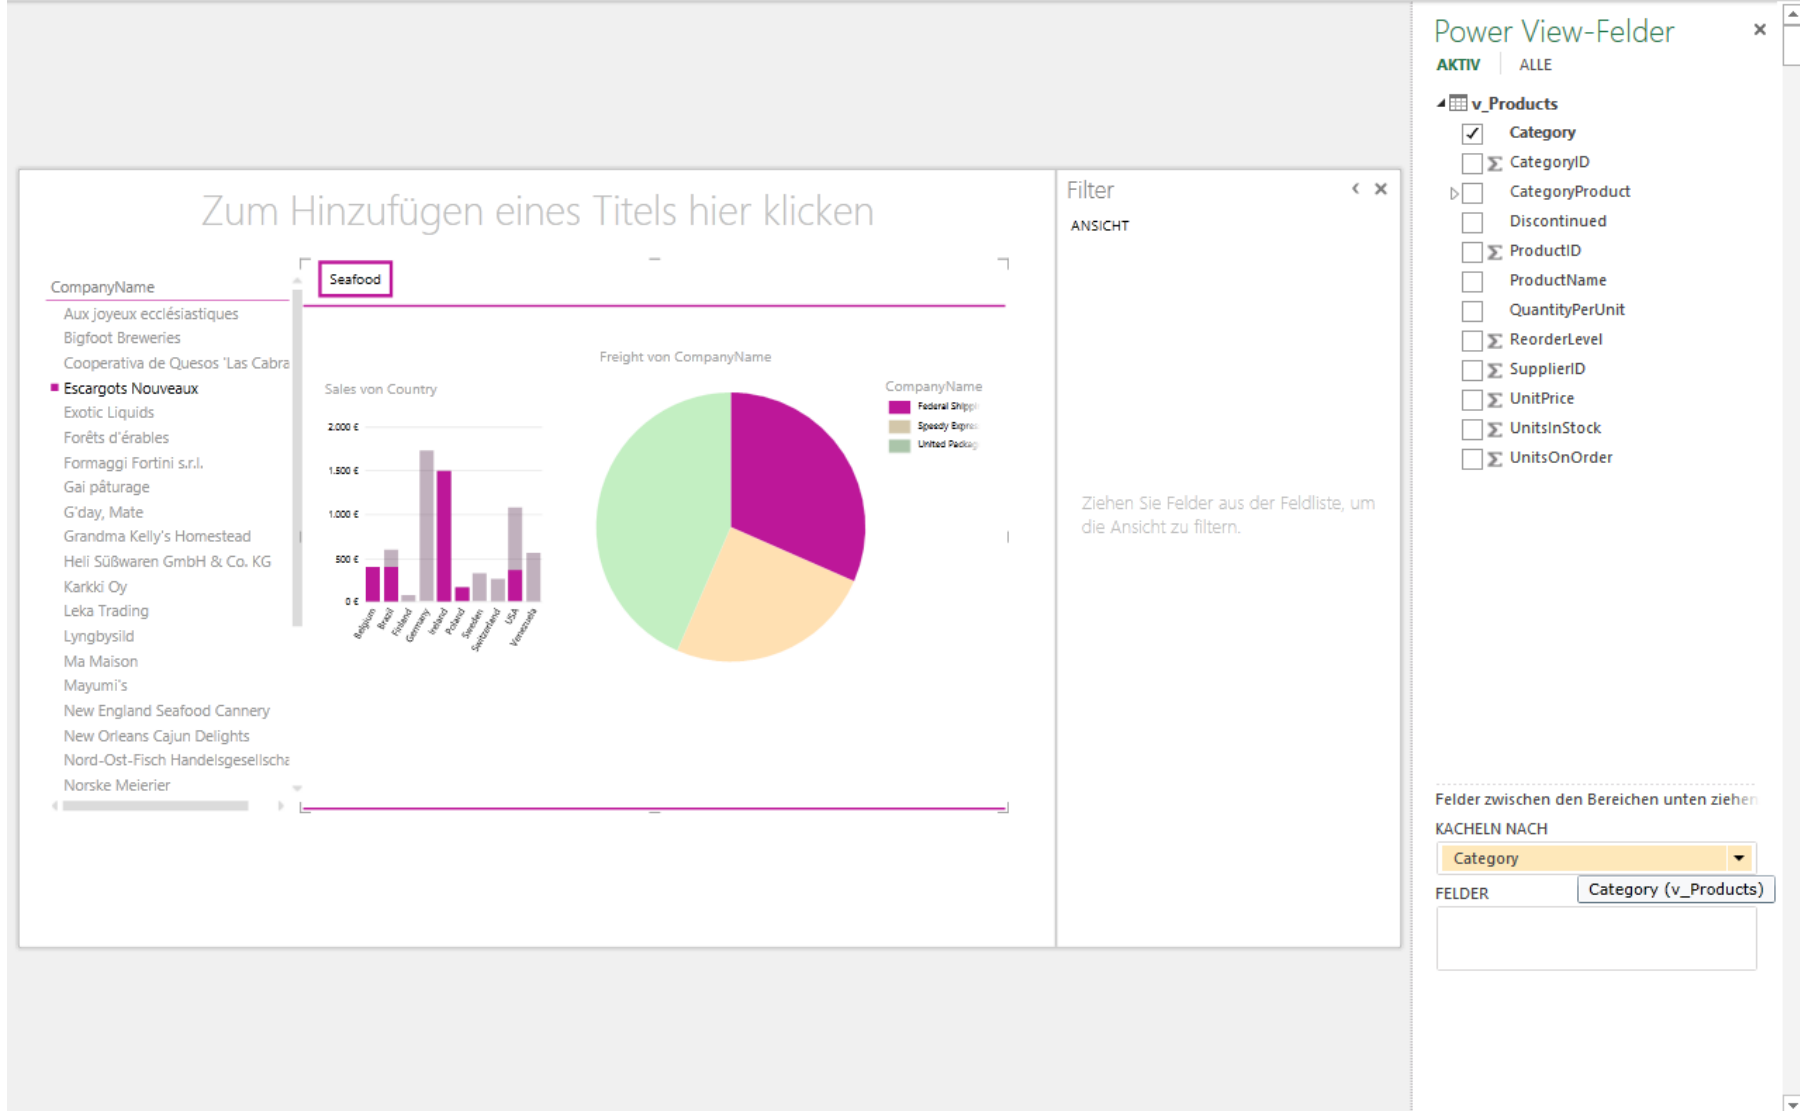 Zum Hinzufügen eines Titels hier klicken
CompanyName
Aux joyeux ecclésiastiques
Bigfoot Breweries
Cooperativa de Quesos 'Las Cabra
Escargots Nouveaux
Exotic Liquids
Forêts d'érables
Formaggi Fortini s.r.l.
Gai pâturage
G'day, Mate
Grandma Kelly's Homestead
Heli Süßwaren GmbH & Co. KG
Karkki Oy
Leka Trading
Lyngbysild
Ma Maison
Mayumi's
New England Seafood Cannery
New Orleans Cajun Delights
Nord-Ost-Fisch Handelsgesellscha
Norske Meierier
Seafood
Sales von Country
2.000 €
1.500 €
1.000 €
500 €
0 €
Belgium
Brazil
Finland
Germany
Ireland
Poland
Sweden
Switzerland
USA
Venezuela
Freight von CompanyName
CompanyName
Federal Shippi
Speedy Expres
United Packag
Filter
ANSICHT
Ziehen Sie Felder aus der Feldliste, um
die Ansicht zu filtern.
Power View-Felder
AKTIV ALLE
v_Products
Category
CategoryID
CategoryProduct
Discontinued
ProductID
ProductName
QuantityPerUnit
ReorderLevel
SupplierID
UnitPrice
UnitsInStock
UnitsOnOrder
Felder zwischen den Bereichen unten ziehen
KACHELN NACH
Category
Category (v_Products)
FELDER